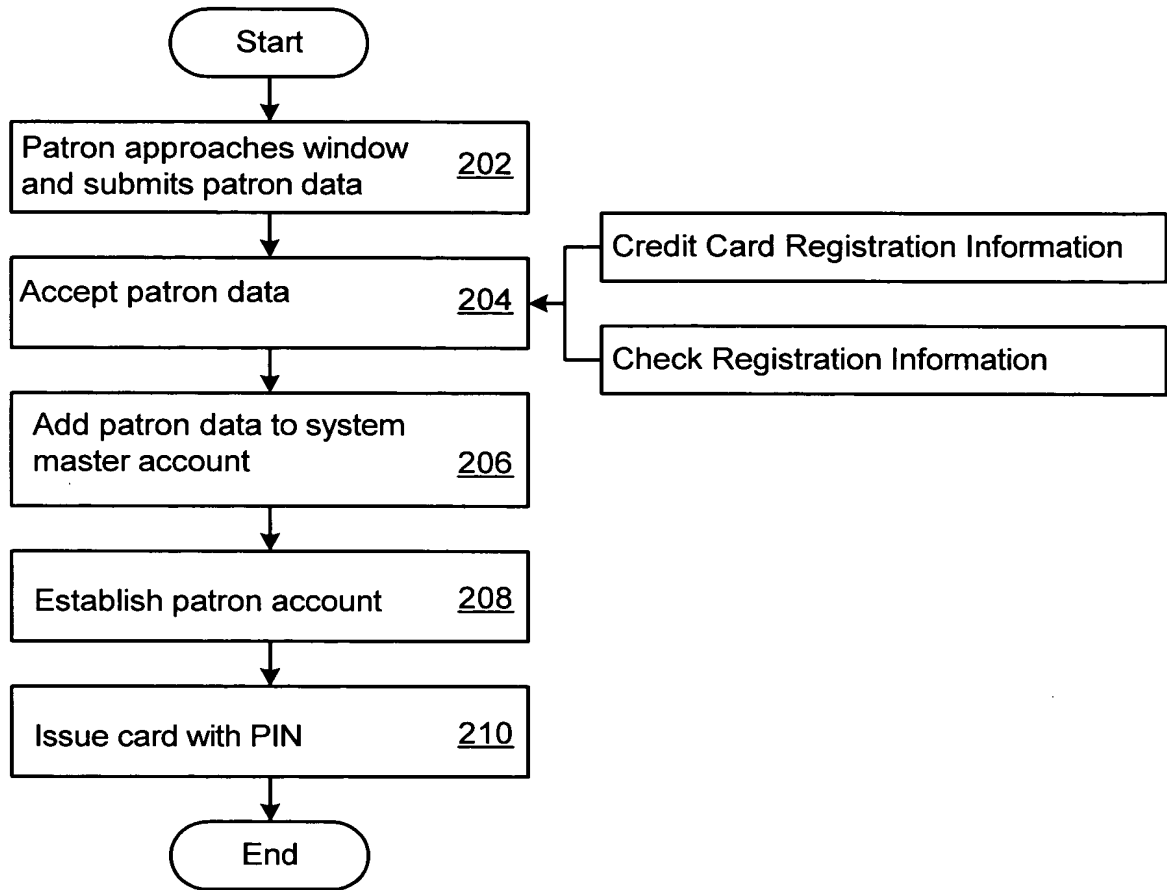 Start
Patron approaches window
and submits patron data
202
Accept patron data
204
Credit Card Registration Information
Check Registration Information
Add patron data to system
master account
206
Establish patron account
208
Issue card with PIN
210
End